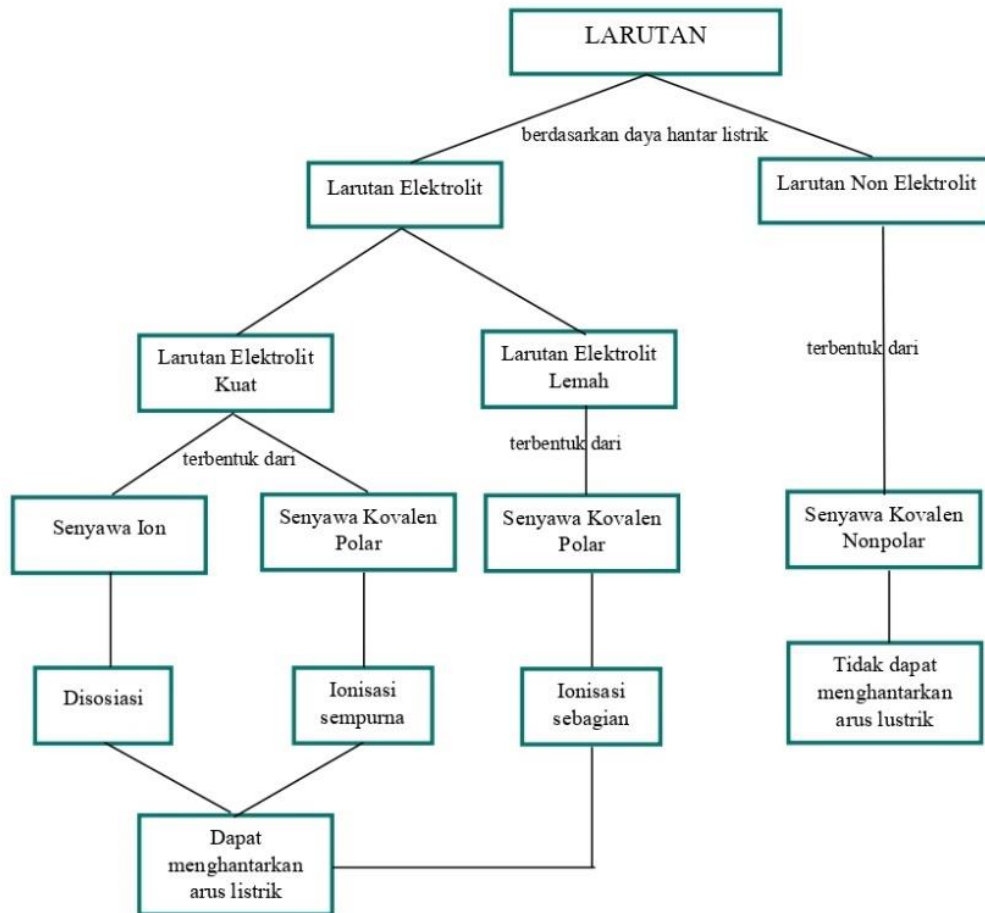 LARUTAN
berdasarkan daya hantar listrik
Larutan Elektrolit
Larutan Non Elektrolit
Larutan Elektrolit
Kuat
Larutan Elektrolit
Lemah
terbentuk dari
terbentuk dari
terbentuk dari
Senyawa Ion
Senyawa Kovalen
Polar
Senyawa Kovalen
Polar
Senyawa Kovalen
Nonpolar
Disosiasi
Ionisasi
sempurna
Ionisasi
sebagian
Tidak dapat
menghantarkan
arus lustrik
Dapat
menghantarkan
arus listrik